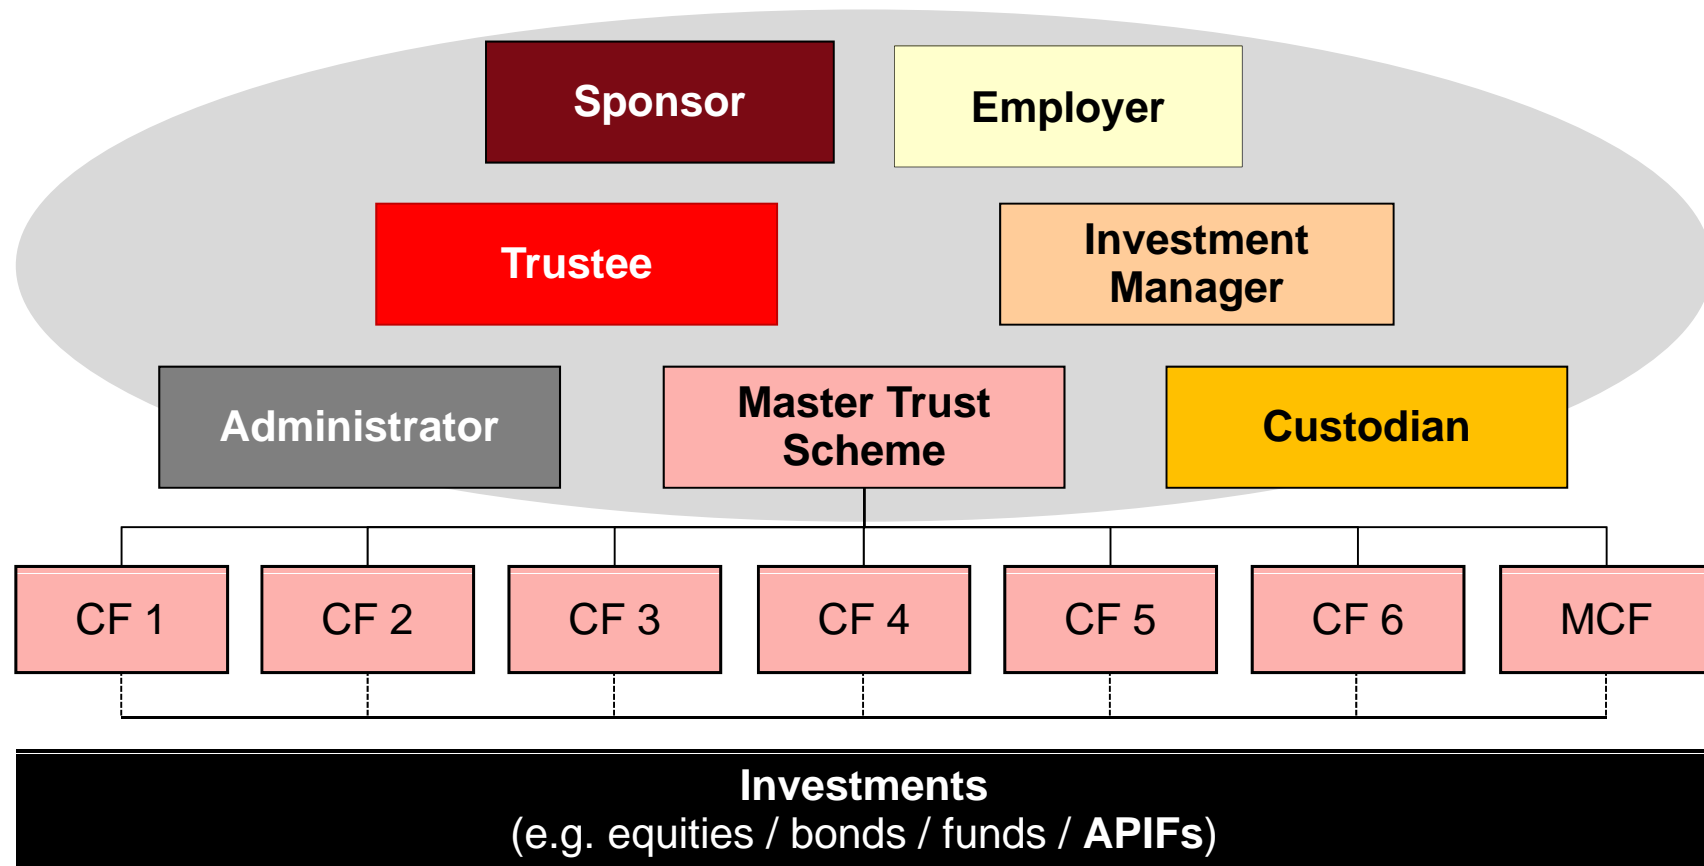 Sponsor
Employer
Trustee
Investment
Manager
Administrator
Master Trust
Scheme
Custodian
CF 1
CF 2
CF 3
CF 4
CF 5
CF 6
MCF
Investments
(e.g. equities / bonds / funds / APIFs)